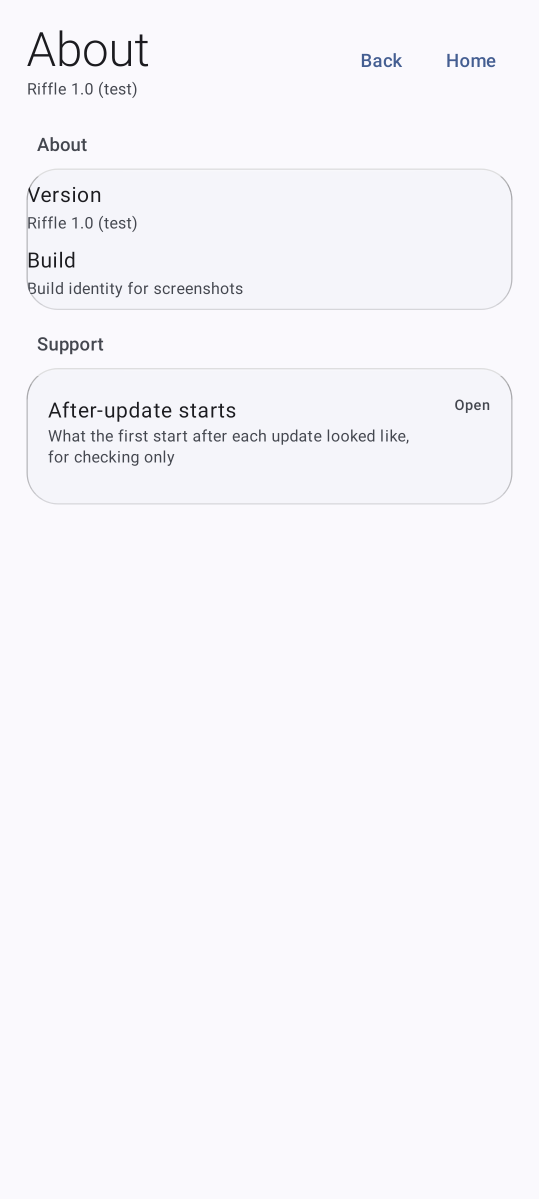 About
Back
Home
Riffle 1.0 (test)
About
Version
Riffle 1.0 (test)
Build
Build identity for screenshots
Support
After-update starts
Open
What the first start after each update looked like,
for checking only